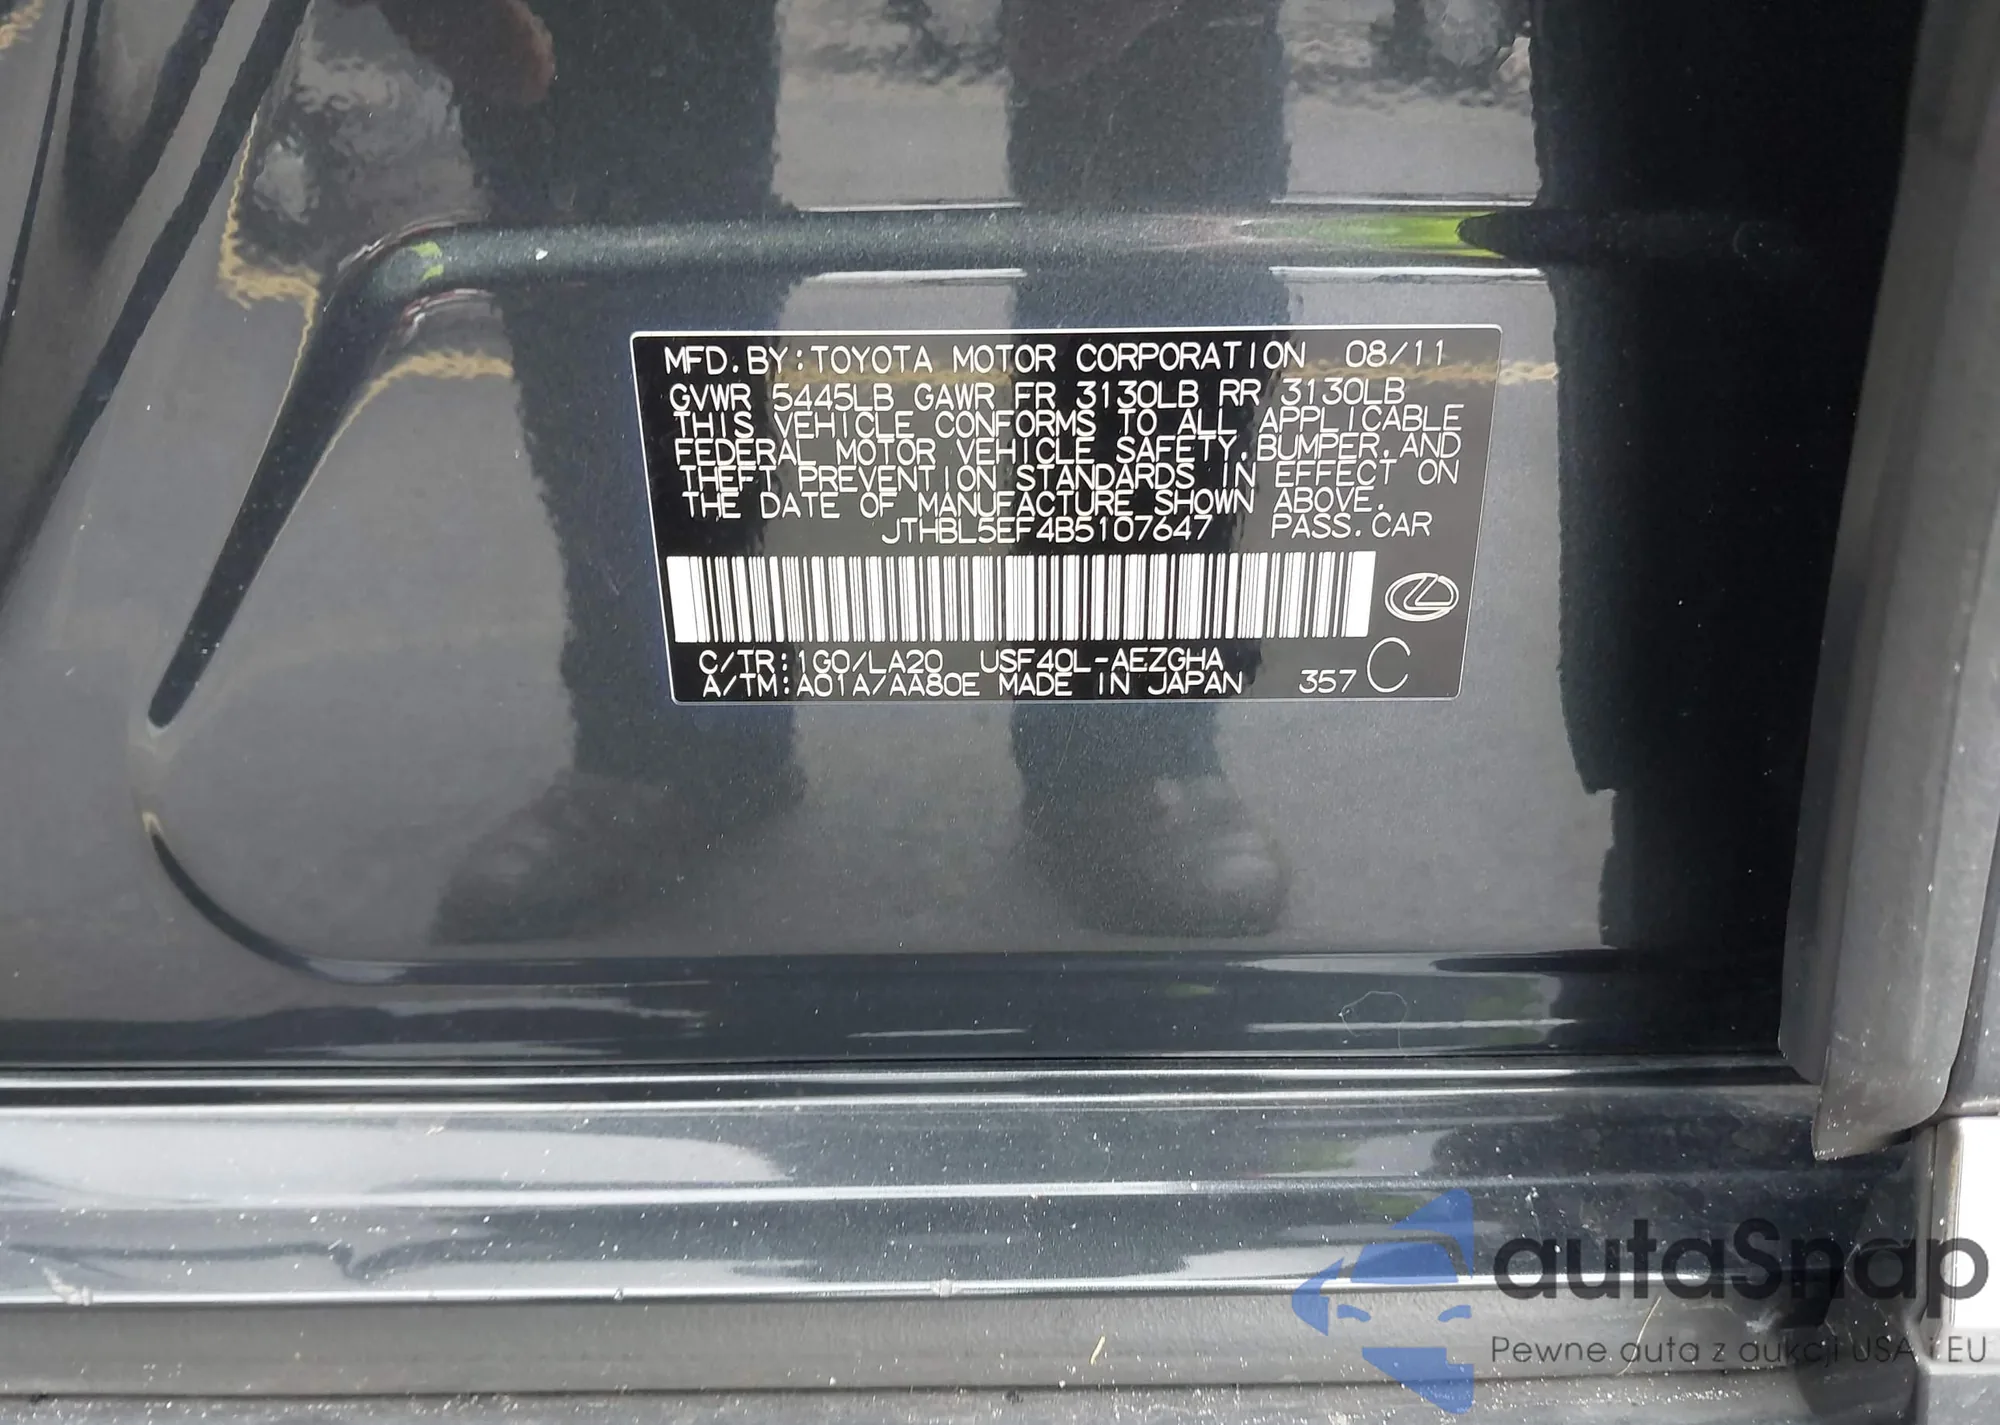 MFD. BY: TOYOTA MOTOR CORPORATION 08/11
GVWR 5445LB GAWR FR 3130LB RR 3130LB
THIS VEHICLE CONFORMS TO ALL APPLICABLE
FEDERAL MOTOR VEHICLE SAFETY, BUMPER, AND
THEFT PREVENTION STANDARDS IN EFFECT ON
THE DATE OF MANUFACTURE SHOWN ABOVE.
JTHBL5EF4B5107647 PASS. CAR
C/TR: 1G0/LA20 USF40L-AEZGHA
A/TM: A01A/AA80E MADE IN JAPAN 357 C
autaSnap
Pewne auta z aukcji USA i EU